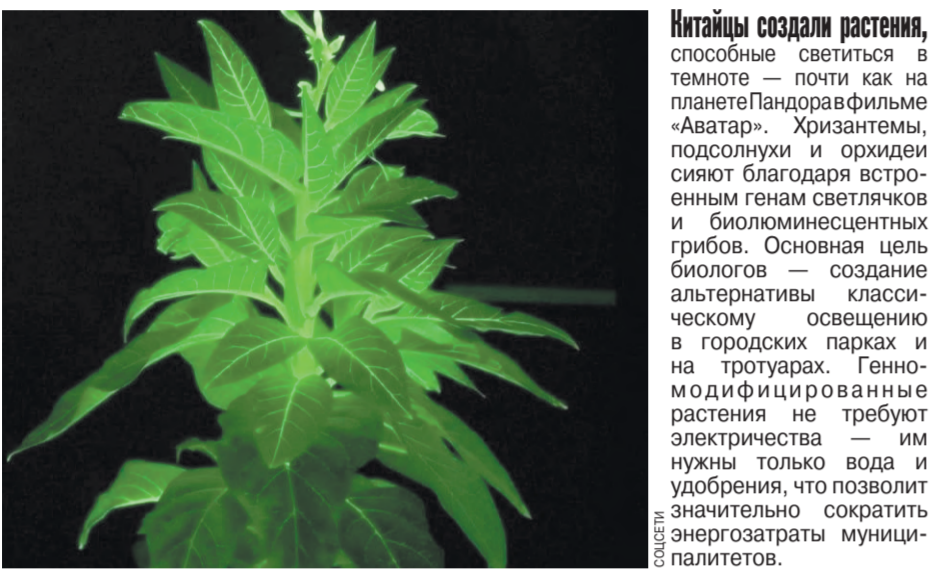 Китайцы создали растения,
способные светиться в
темноте — почти как на
планете Пандора в фильме
«Аватар». Хризантемы,
подсолнухи и орхидеи
сияют благодаря встро-
енным генам светлячков
и биолюминесцентных
грибов. Основная цель
биологов — создание
альтернативы класси-
ческому освещению
в городских парках и
на тротуарах. Генно-
модифицированные
растения не требуют
электричества — им
нужны только вода и
удобрения, что позволит
значительно сократить
энергозатраты муници-
палитетов.
СОЦСЕТИ